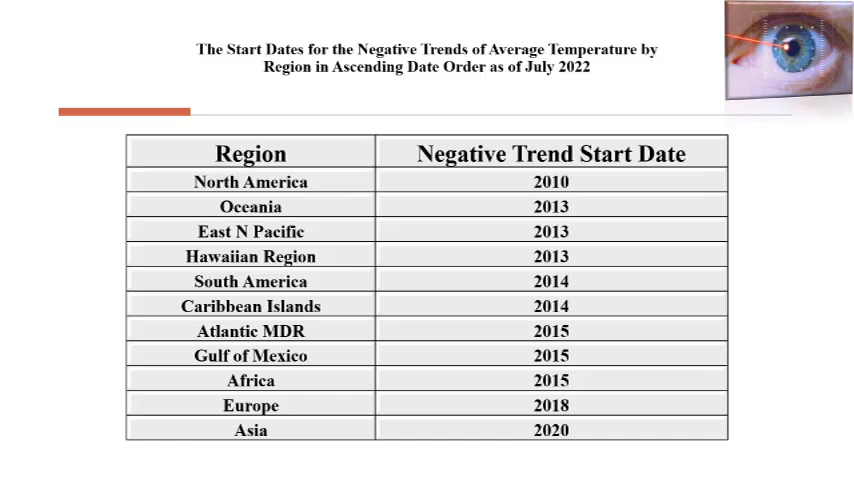 The Start Dates for the Negative Trends of Average Temperature by
Region in Ascending Date Order as of July 2022
Region Negative Trend Start Date
North America 2010
Oceania 2013
East N Pacific 2013
Hawaiian Region 2013
South America 2014
Caribbean Islands 2014
Atlantic MDR 2015
Gulf of Mexico 2015
Africa 2015
Europe 2018
Asia 2020